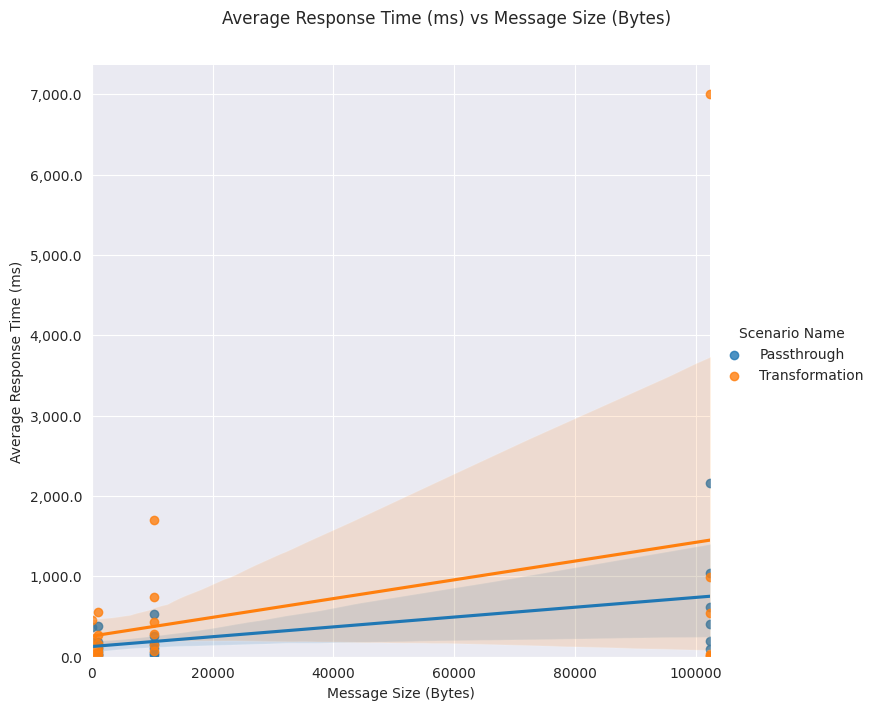 Average Response Time (ms) vs Message Size (Bytes)
7,000.0
6,000.0
5,000.0
4,000.0
3,000.0
2,000.0
1,000.0
0.0
Average Response Time (ms)
0
20000
40000
60000
80000
100000
Message Size (Bytes)
Scenario Name
Passthrough
Transformation